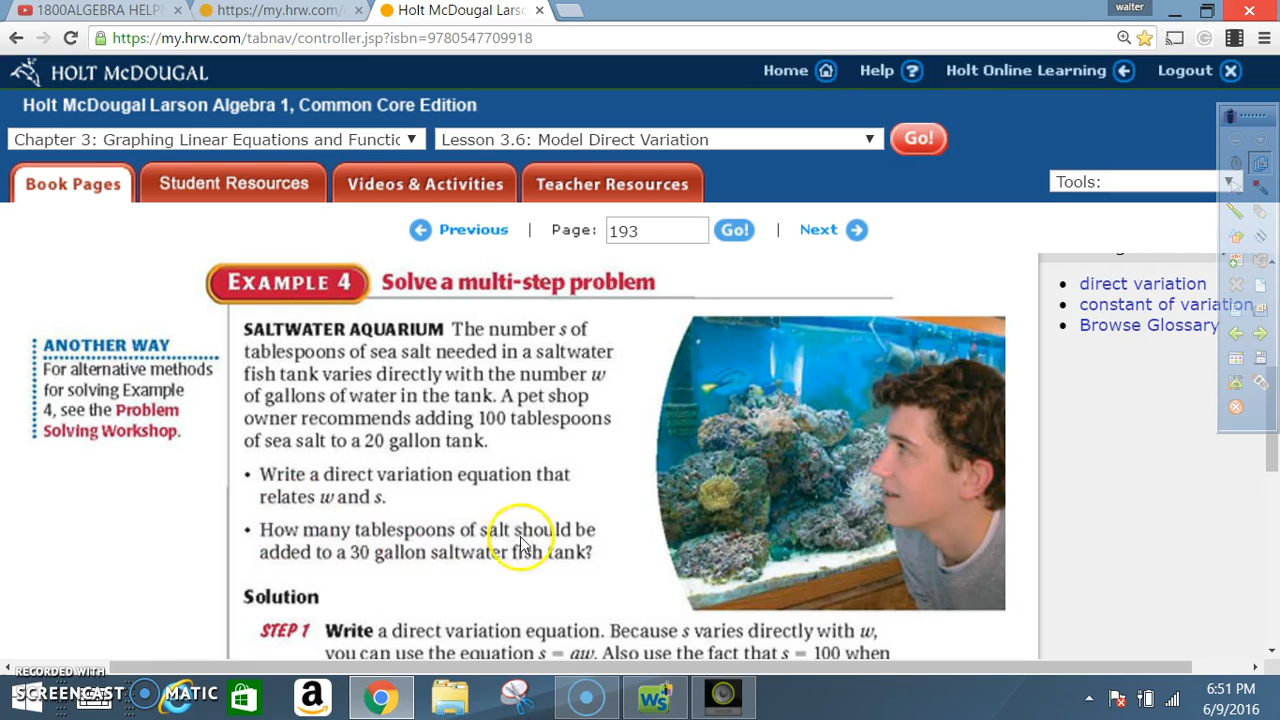 1800ALGEBRA HELPN
https://my.hrw.com/
Holt McDougal Lars
walter
https://my.hrw.com/tabnav/controller.jsp?isbn=9780547709918
HOLT MCDOUGAL
Home
Help
Holt Online Learning
Logout
Holt McDougal Larson Algebra 1, Common Core Edition
Chapter 3: Graphing Linear Equations and Functic
Lesson 3.6: Model Direct Variation
Go!
Book Pages
Student Resources
Videos & Activities
Teacher Resources
Tools:
Previous | Page: 193 Go! | Next
EXAMPLE 4 Solve a multi-step problem
direct variation
constant of variation
Browse Glossary
ANOTHER WAY
For alternative methods
for solving Example
4, see the Problem
Solving Workshop.
SALTWATER AQUARIUM The number s of
tablespoons of sea salt needed in a saltwater
fish tank varies directly with the number w
of gallons of water in the tank. A pet shop
owner recommends adding 100 tablespoons
of sea salt to a 20 gallon tank.
• Write a direct variation equation that
relates w and s.
• How many tablespoons of salt should be
added to a 30 gallon saltwater fish tank?
Solution
STEP 1 Write a direct variation equation. Because s varies directly with w,
you can use the equation s = aw. Also use the fact that s = 100 when
RECORDED WITH
SCREENCAST MATIC
6:51 PM
6/9/2016